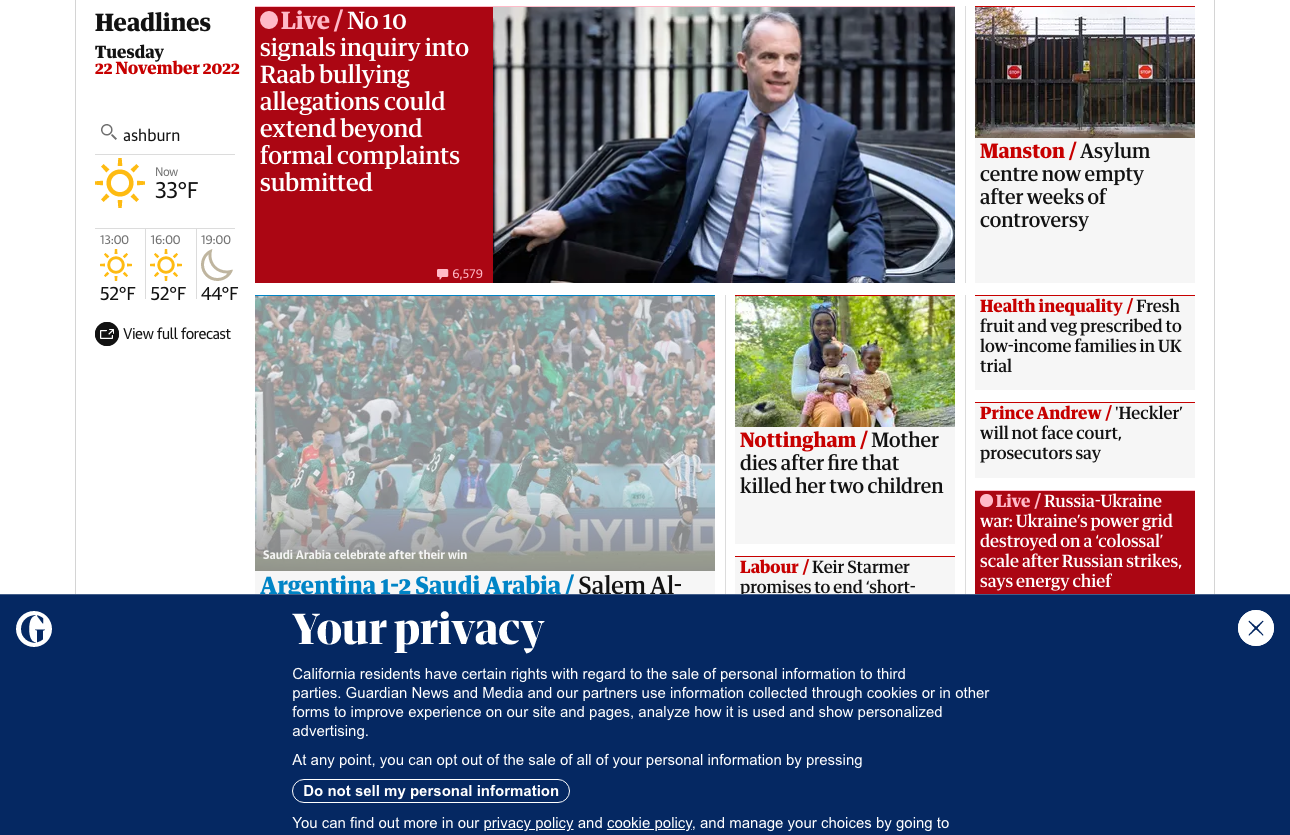 Headlines
Tuesday
22 November 2022
ashburn
Now
33°F
13:00
52°F
16:00
52°F
19:00
44°F
View full forecast
Live / No 10
signals inquiry into
Raab bullying
allegations could
extend beyond
formal complaints
submitted
6,579
STOP
STOP
Manston / Asylum
centre now empty
after weeks of
controversy
HYUND
Saudi Arabia celebrate after their win
Argentina 1-2 Saudi Arabia / Salem Al-
Nottingham / Mother
dies after fire that
killed her two children
Labour / Keir Starmer
promises to end ‘short-
Health inequality / Fresh
fruit and veg prescribed to
low-income families in UK
trial
Prince Andrew / 'Heckler’
will not face court,
prosecutors say
Live / Russia-Ukraine
war: Ukraine’s power grid
destroyed on a ‘colossal’
scale after Russian strikes,
says energy chief
Your privacy
California residents have certain rights with regard to the sale of personal information to third
parties. Guardian News and Media and our partners use information collected through cookies or in other
forms to improve experience on our site and pages, analyze how it is used and show personalized
advertising.
At any point, you can opt out of the sale of all of your personal information by pressing
Do not sell my personal information
You can find out more in our privacy policy and cookie policy, and manage your choices by going to